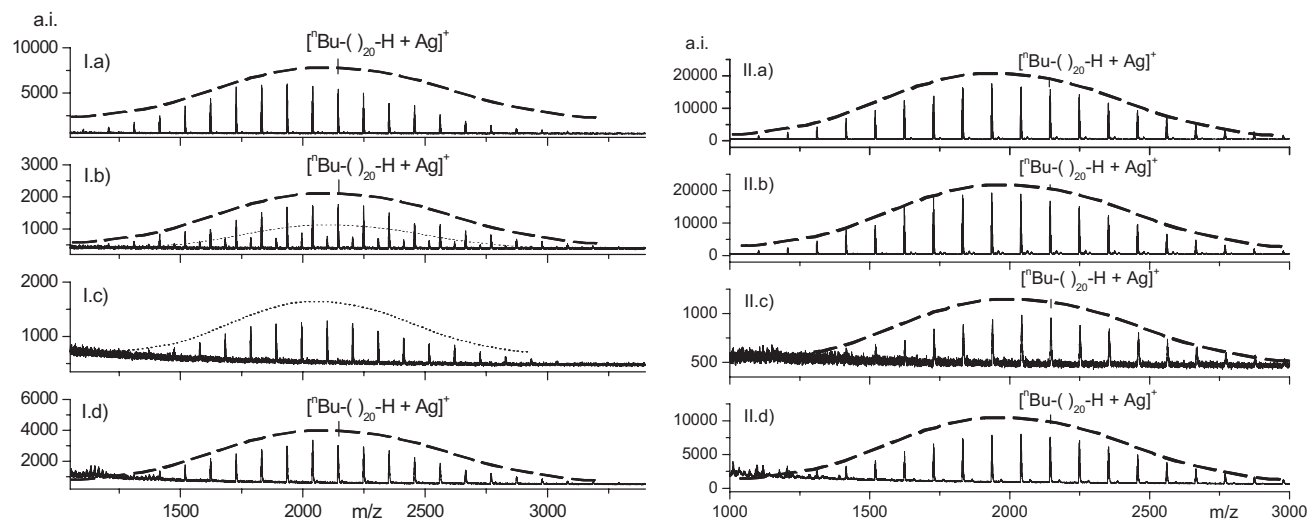 a.i.
[ⁿBu-( )₂₀-H + Ag]⁺
10000
I.a)
5000
3000
[ⁿBu-( )₂₀-H + Ag]⁺
I.b)
2000
1000
2000
I.c)
1000
6000
[ⁿBu-( )₂₀-H + Ag]⁺
I.d)
4000
2000
1500
2000
m/z
2500
3000
a.i.
[ⁿBu-( )₂₀-H + Ag]⁺
II.a)
20000
10000
0
[ⁿBu-( )₂₀-H + Ag]⁺
II.b)
20000
10000
0
[ⁿBu-( )₂₀-H + Ag]⁺
II.c)
1000
500
[ⁿBu-( )₂₀-H + Ag]⁺
II.d)
10000
5000
0
1000
1500
2000
m/z
2500
3000